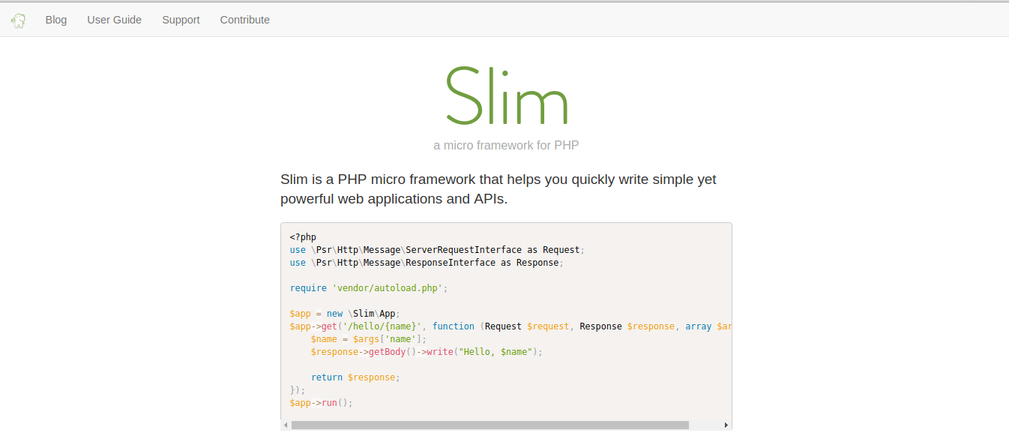 Blog User Guide Support Contribute
Slim
a micro framework for PHP
Slim is a PHP micro framework that helps you quickly write simple yet
powerful web applications and APIs.
<?php
use \Psr\Http\Message\ServerRequestInterface as Request;
use \Psr\Http\Message\ResponseInterface as Response;
require 'vendor/autoload.php';
$app = new \Slim\App;
$app->get('/hello/{name}', function (Request $request, Response $response, array $ar
    $name = $args['name'];
    $response->getBody()->write("Hello, $name");
    return $response;
});
$app->run();